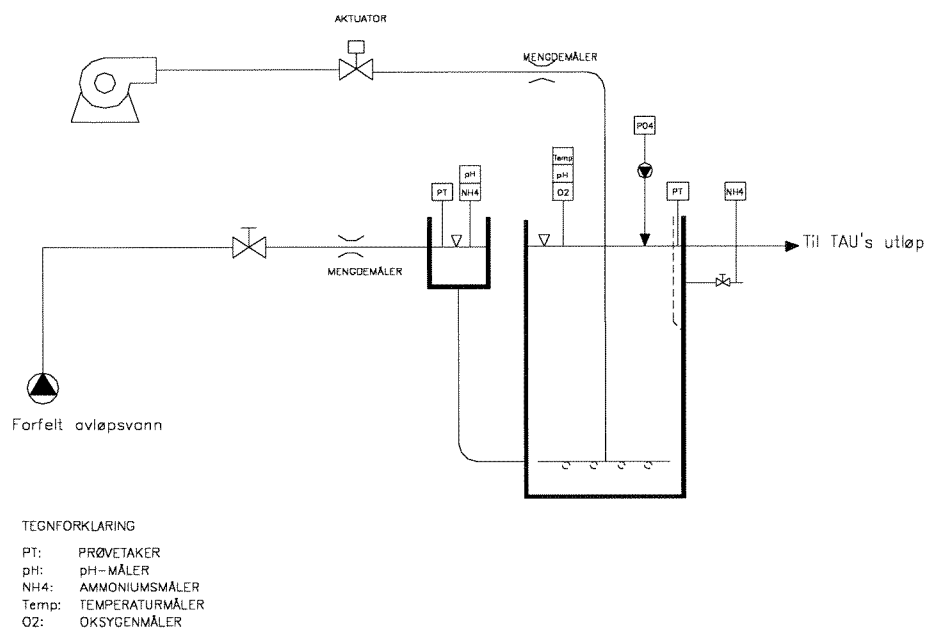 AKTUATOR
MENGDEMÅLER
PO4
Temp
pH
O2
pH
NH4
PT
PT
NH4
Til TAU's utløp
MENGDEMÅLER
Forfelt avløpsvann
TEGNFORKLARING
PT: PRØVETAKER
pH: pH-MÅLER
NH4: AMMONIUMSMÅLER
Temp: TEMPERATURMÅLER
O2: OKSYGENMÅLER